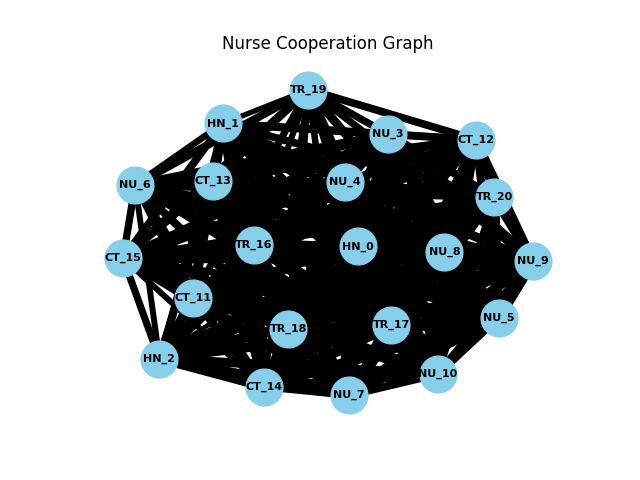 Nurse Cooperation Graph
TR_19
HN_1
NU_3
CT_12
CT_13
NU_4
NU_6
TR_20
TR_16
HN_0
NU_8
CT_15
NU_9
CT_11
NU_5
TR_18
TR_17
HN_2
NU_10
CT_14
NU_7